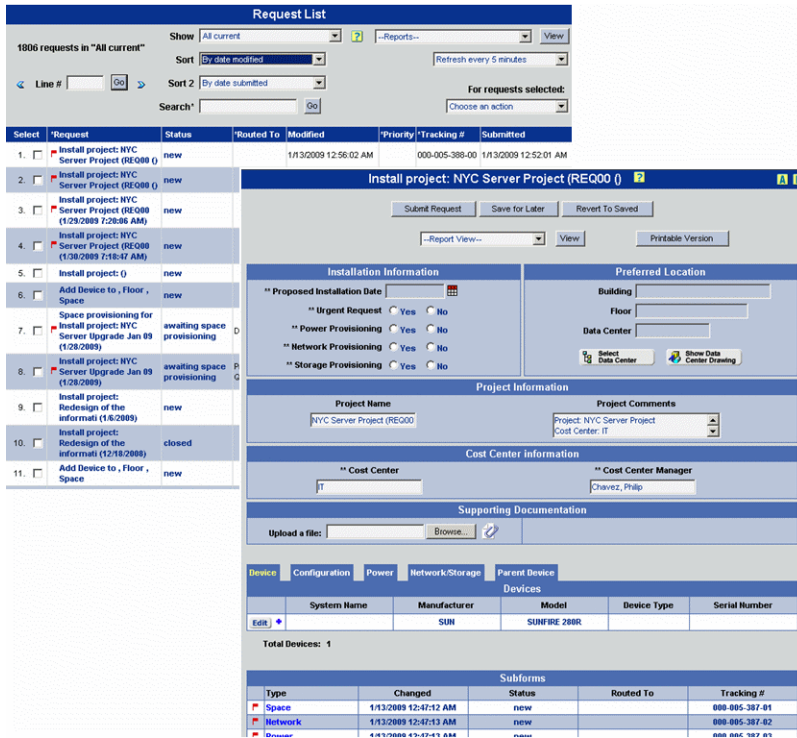 Request List
1806 requests in "All current"
Show All current ? --Reports-- View
Sort By date modified Refresh every 5 minutes
Line # Go Sort 2 By date submitted For requests selected:
Search* Go Choose an action
Select *Request Status *Routed To Modified *Priority *Tracking # Submitted
1. Install project: NYC
Server Project (REQ00 () new 1/13/2009 12:56:02 AM 000-005-388-00 1/13/2009 12:52:01 AM
2. Install project: NYC
Server Project (REQ00 () new
3. Install project: NYC
Server Project (REQ00
(1/29/2009 7:20:06 AM) new
4. Install project: NYC
Server Project (REQ00
(1/30/2009 7:18:47 AM) new
5. Install project: () new
6. Add Device to , Floor ,
Space new
7. Space provisioning for
Install project: NYC
Server Upgrade Jan 09
(1/28/2009) awaiting space
provisioning D
8. Install project: NYC
Server Upgrade Jan 09
(1/28/2009) awaiting space
provisioning
9. Install project:
Redesign of the
informati (1/6/2009) new
10. Install project:
Redesign of the
informati (12/18/2008) closed
11. Add Device to , Floor ,
Space new
Install project: NYC Server Project (REQ00 () ? A
Submit Request Save for Later Revert To Saved
--Report View-- View Printable Version
Installation Information
** Proposed Installation Date
** Urgent Request Yes No
** Power Provisioning Yes No
** Network Provisioning Yes No
** Storage Provisioning Yes No
Preferred Location
Building
Floor
Data Center
Select
Data Center
Show Data
Center Drawing
Project Information
Project Name Project Comments
NYC Server Project (REQ00 Project: NYC Server Project
Cost Center: IT
Cost Center information
** Cost Center ** Cost Center Manager
IT Chavez, Philip
Supporting Documentation
Upload a file: Browse...
Device Configuration Power Network/Storage Parent Device
Devices
System Name Manufacturer Model Device Type Serial Number
Edit SUN SUNFIRE 280R
Total Devices: 1
Subforms
Type Changed Status Routed To Tracking #
Space 1/13/2009 12:47:12 AM new 000-005-387-01
Network 1/13/2009 12:47:13 AM new 000-005-387-02
Power 1/13/2009 12:47:13 AM new 000-005-387-03